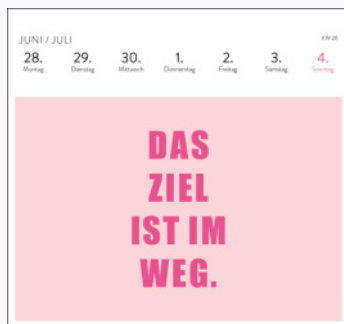 JUNI / JULI
KW 26
28. 29. 30. 1. 2. 3. 4.
Montag Dienstag Mittwoch Donnerstag Freitag Samstag Sonntag
DAS
ZIEL
IST IM
WEG.